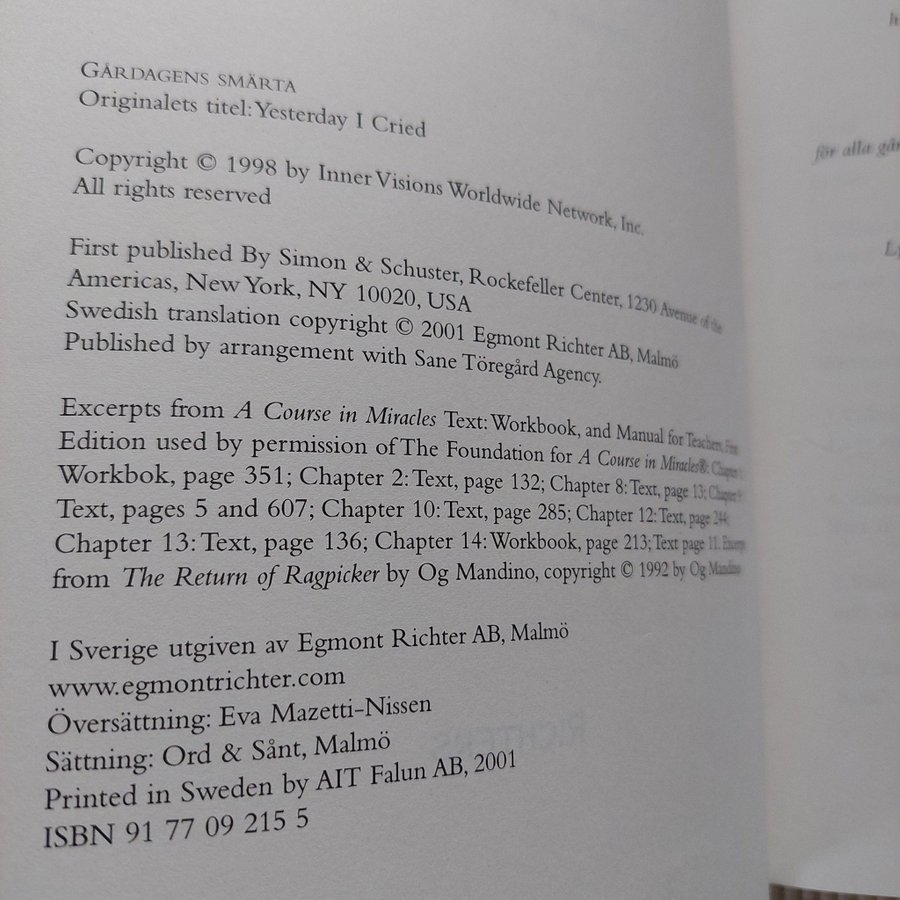 GÅRDAGENS SMÄRTA
Originalets titel: Yesterday I Cried
Copyright © 1998 by Inner Visions Worldwide Network, Inc.
All rights reserved
First published By Simon & Schuster, Rockefeller Center, 1230 Avenue of the
Americas, New York, NY 10020, USA
Swedish translation copyright © 2001 Egmont Richter AB, Malmö
Published by arrangement with Sane Töregård Agency.
Excerpts from A Course in Miracles Text: Workbook, and Manual for Teachers, First
Edition used by permission of The Foundation for A Course in Miracles®: Chapter
Workbok, page 351; Chapter 2: Text, page 132; Chapter 8: Text, page 13; Chapter
Text, pages 5 and 607; Chapter 10: Text, page 285; Chapter 12: Text, page 244;
Chapter 13: Text, page 136; Chapter 14: Workbook, page 213; Text page 11. Excerpts
from The Return of Ragpicker by Og Mandino, copyright © 1992 by Og Mandino
I Sverige utgiven av Egmont Richter AB, Malmö
www.egmontrichter.com
Översättning: Eva Mazetti-Nissen
Sättning: Ord & Sånt, Malmö
Printed in Sweden by AIT Falun AB, 2001
ISBN 91 77 09 215 5
för alla